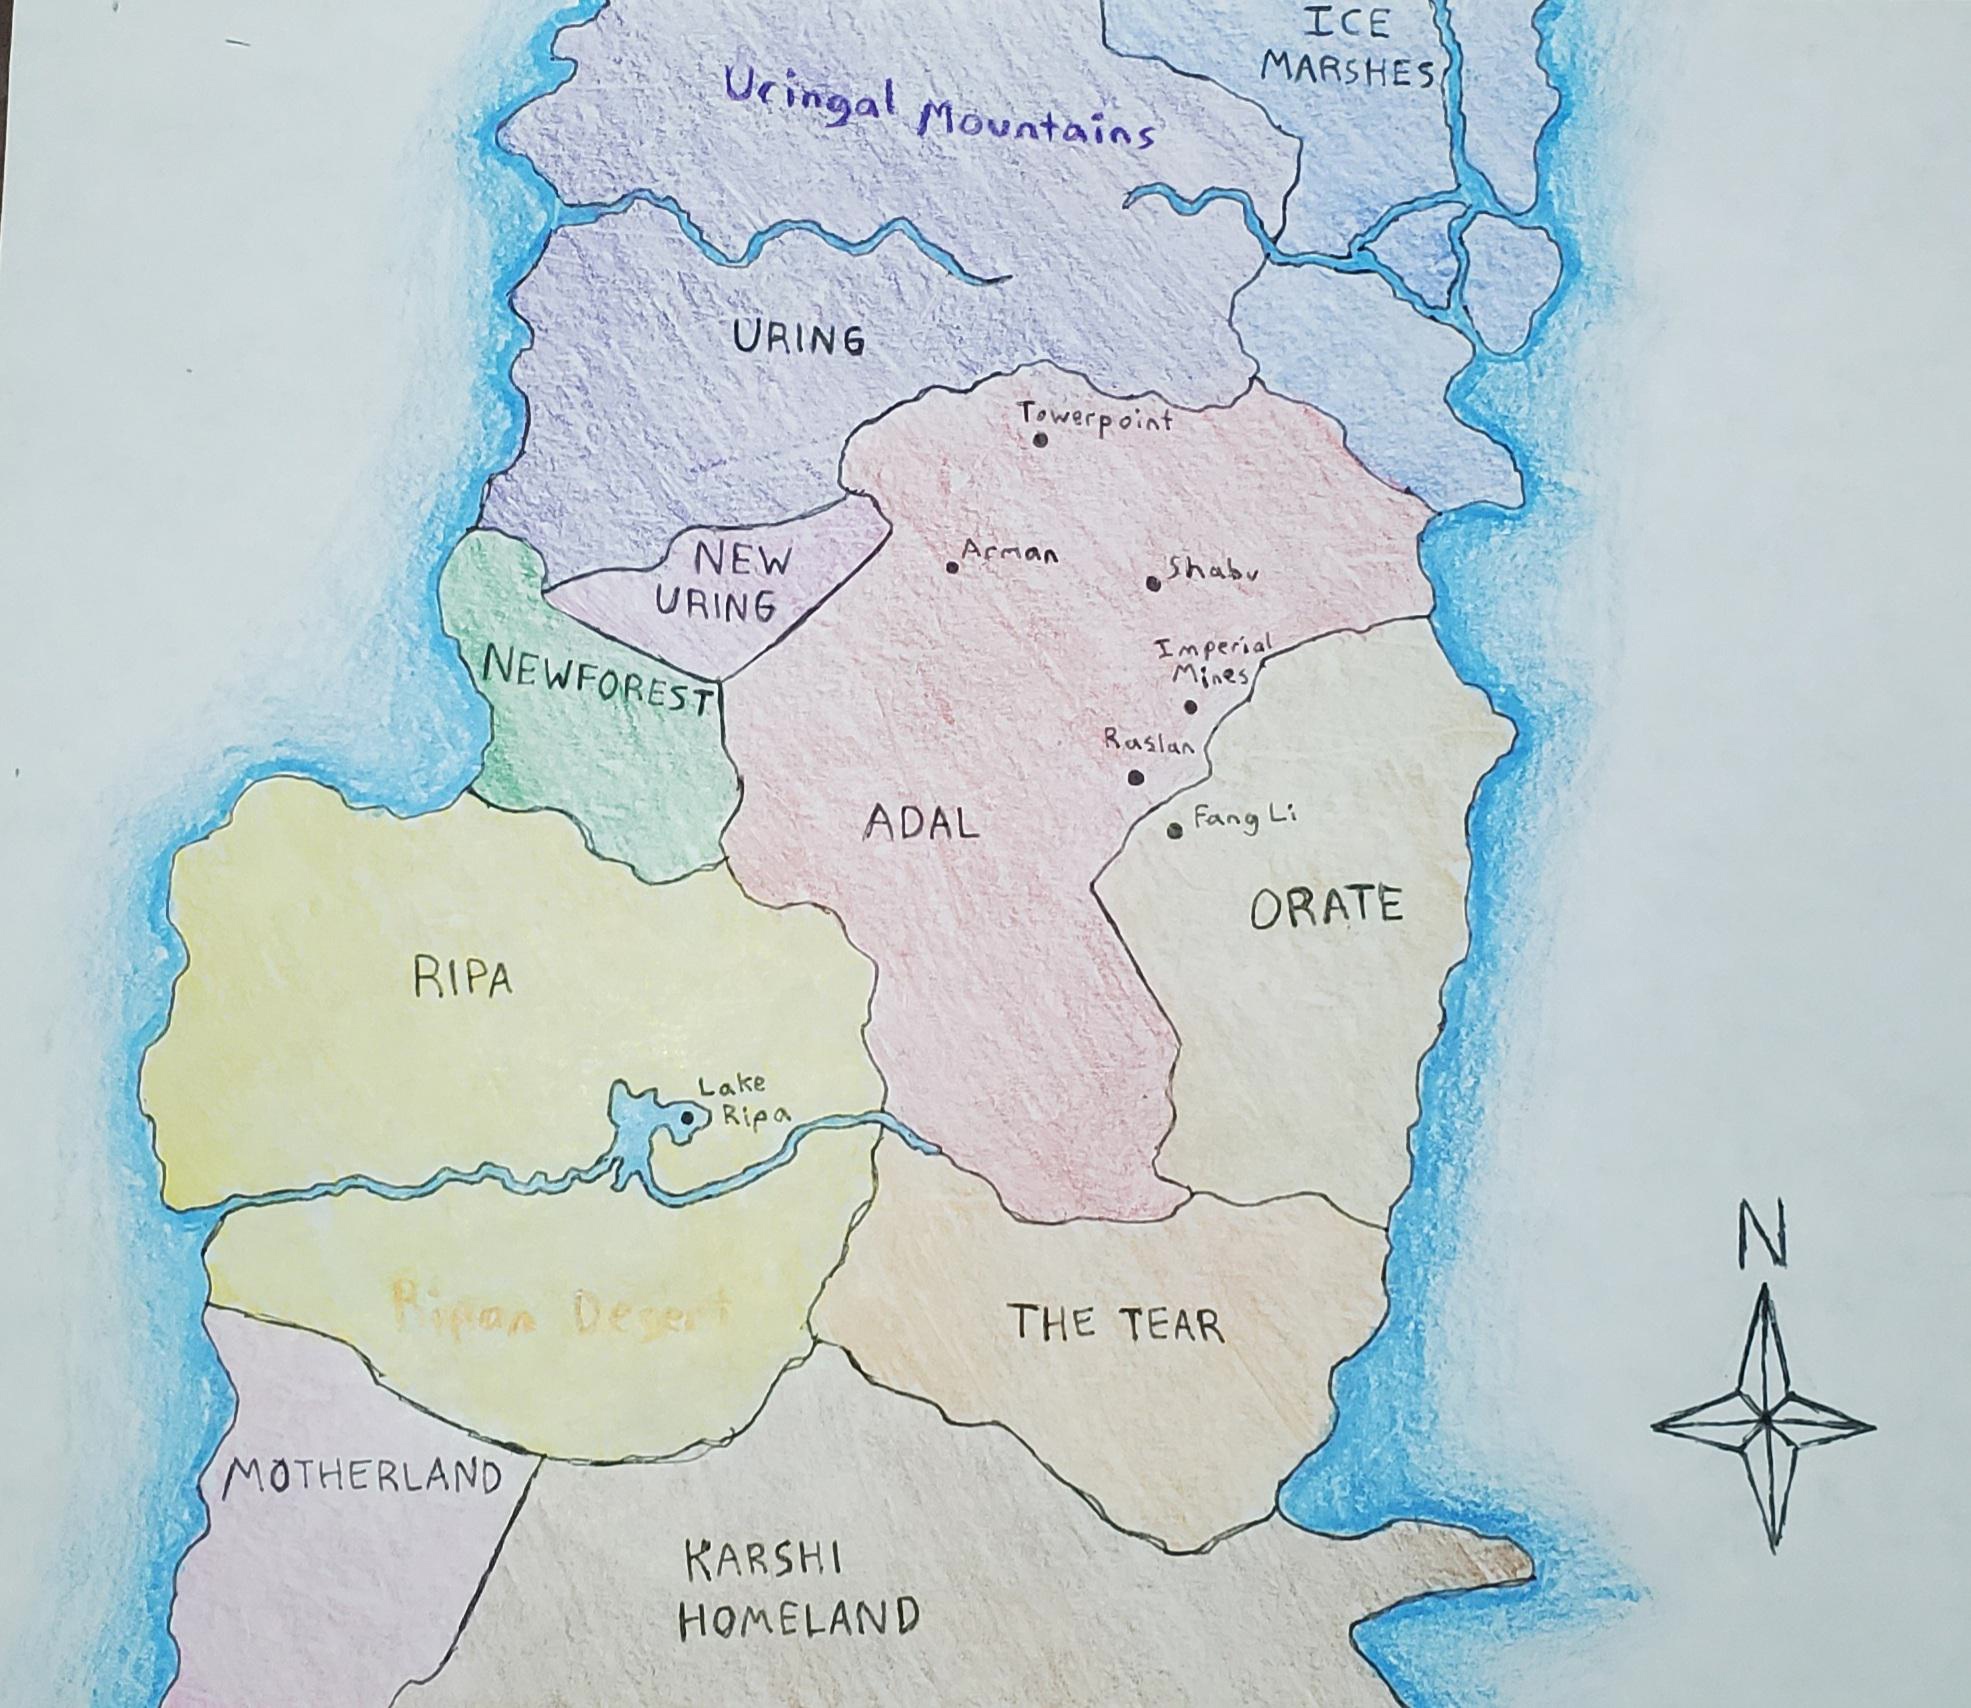 ICE
MARSHES
Uringal Mountains
URING
Towerpoint
Arman
Shabu
NEW
URING
Imperial
Mines
NEWFOREST
Raslan
Fang Li
ADAL
ORATE
RIPA
Lake
Ripa
N
Ripan Desert
THE TEAR
MOTHERLAND
KARSHI
HOMELAND